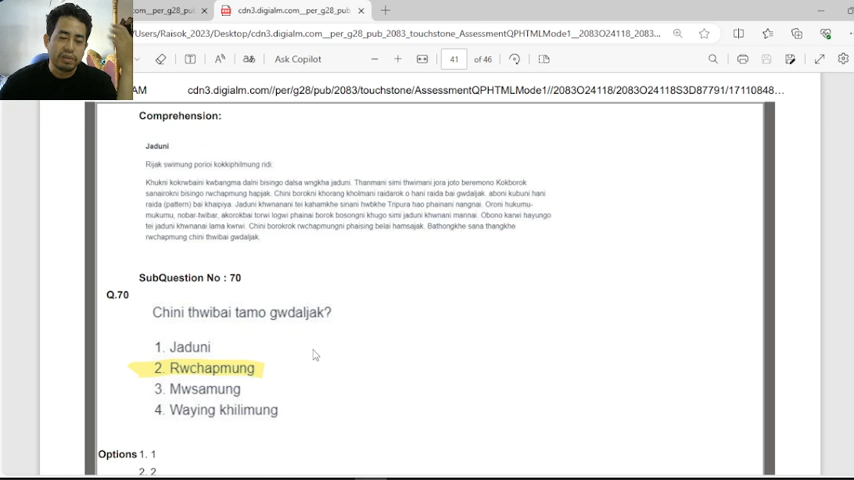 com__per_g28_pub...
cdn3.digialm.com__per_g28_pub...
/Users/Raisok_2023/Desktop/cdn3.digialm.com__per_g28_pub_2083_touchstone_AssessmentQPHTMLMode1__2083O24118_2083...
Ask Copilot
41 of 46
AM cdn3.digialm.com//per/g28/pub/2083/touchstone/AssessmentQPHTMLMode1//2083O24118/2083O24118S3D87791/17110848...
Comprehension:
Jaduni
Rijak swimung porioi kokkiphilmung ridi:
Khukni kokrwbaini kwbangma dalni bisingo dalsa wngkha jaduni. Thanmani simi thwimani jora joto beremono Kokborok
sanairokni bisingo rwchapmung hapjak. Chini borokni khorang kholmani raidarok o hani raida bai gwdaljak. aboni kubuni hani
raida (pattern) bai khaipiya. Jaduni khwnanani tei kahamkhe sinani hwbkhe Tripura hao phainani nangnai. Oroni hukumu-
mukumu, nobar-twibar, akorokbai torwi logwi phainai borok bosongni khugo simi jaduni khwnani mannai. Obono karwi hayungo
tei jaduni khwnanai lama kwrwi. Chini borokrok rwchapmungni phaising belai hamsajak. Bathongkhe sana thangkhe
rwchapmung chini thwibai gwdaljak.
SubQuestion No : 70
Q.70
Chini thwibai tamo gwdaljak?
1. Jaduni
2. Rwchapmung
3. Mwsamung
4. Waying khilimung
Options 1. 1
2. 2